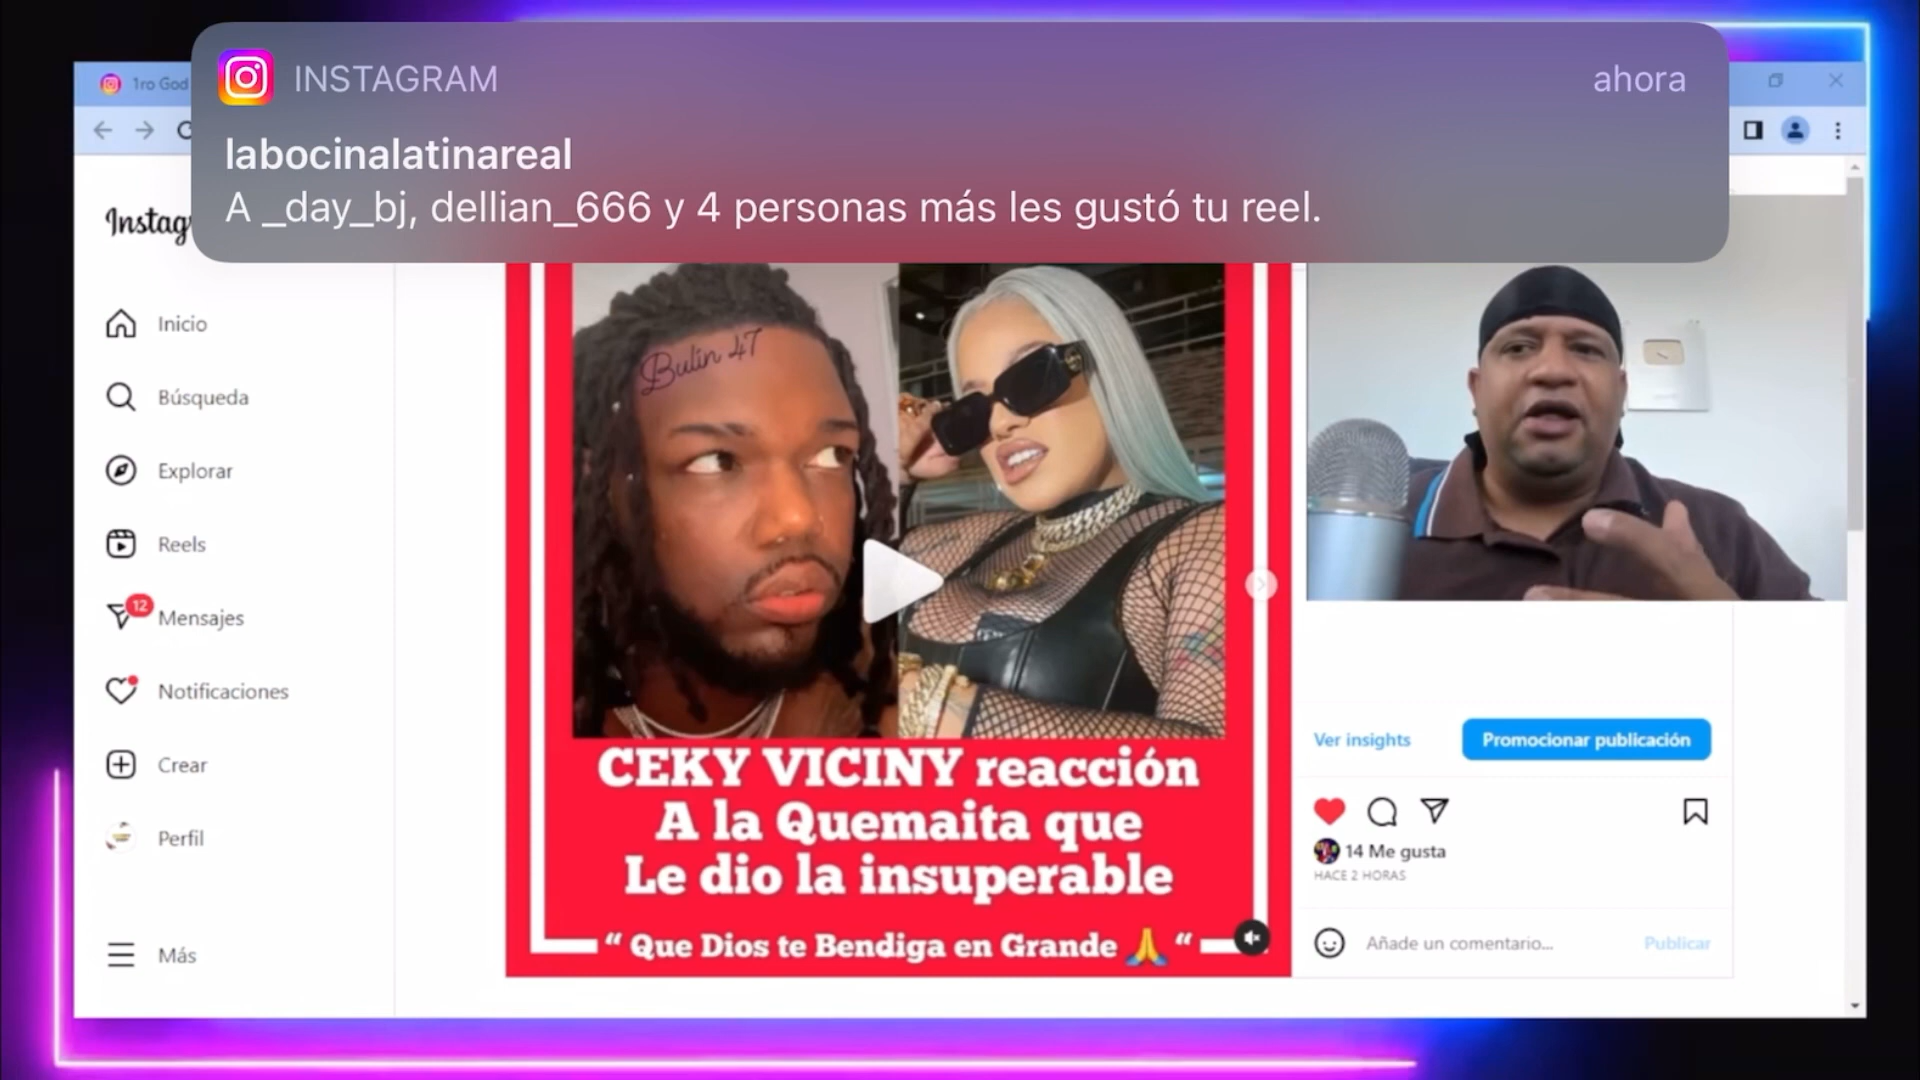 INSTAGRAM
ahora
labocinalatinareal
A _day_bj, dellian_666 y 4 personas más les gustó tu reel.
1ro God
Instag
Inicio
Búsqueda
Explorar
Reels
12
Mensajes
Notificaciones
Crear
Perfil
Más
Bulin 47
CEKY VICINY reacción
A la Quemaita que
Le dio la insuperable
“ Que Dios te Bendiga en Grande 🙏 “
Ver insights
Promocionar publicación
14 Me gusta
HACE 2 HORAS
Añade un comentario...
Publicar